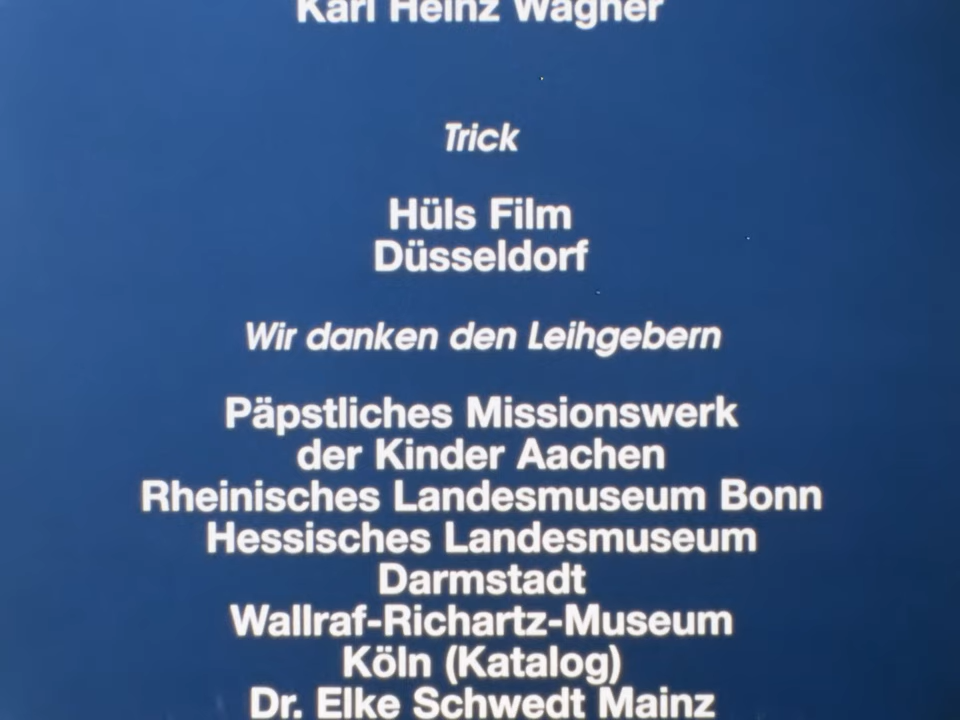 Karl Heinz Wagner
Trick
Hüls Film
Düsseldorf
Wir danken den Leihgebern
Päpstliches Missionswerk
der Kinder Aachen
Rheinisches Landesmuseum Bonn
Hessisches Landesmuseum
Darmstadt
Wallraf-Richartz-Museum
Köln (Katalog)
Dr. Elke Schwedt Mainz